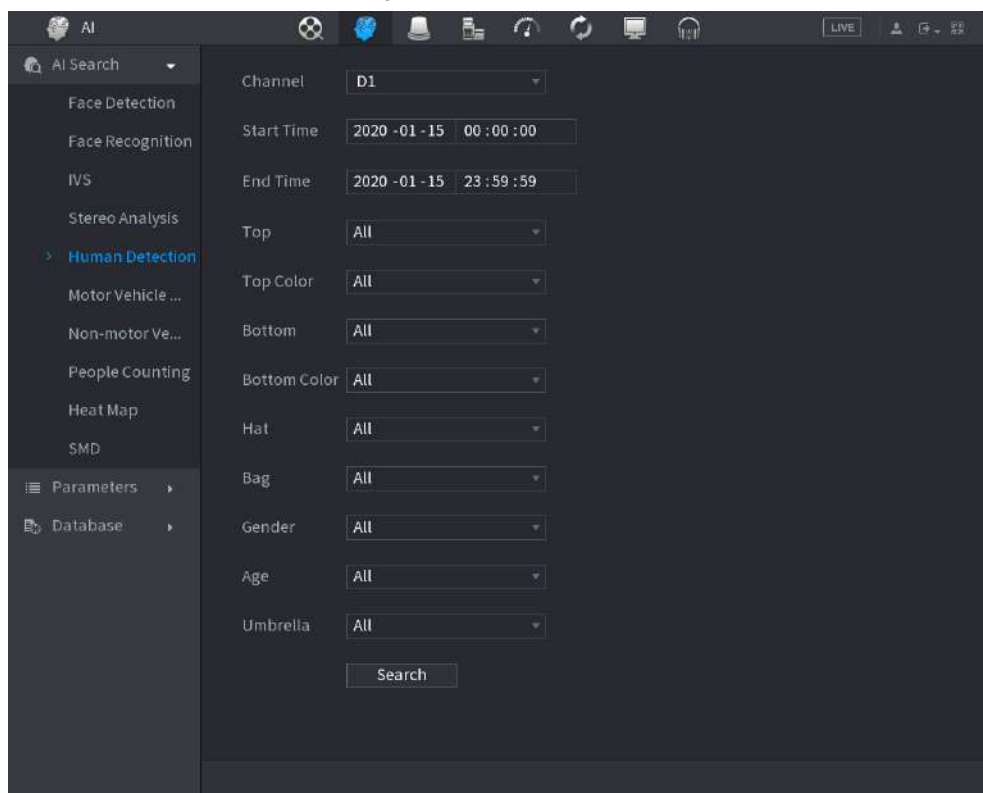 AI
LIVE
AI Search
Face Detection
Face Recognition
IVS
Stereo Analysis
Human Detection
Motor Vehicle ...
Non-motor Ve...
People Counting
Heat Map
SMD
Parameters
Database
Channel D1
Start Time 2020 -01 -15 00 :00 :00
End Time 2020 -01 -15 23 :59 :59
Top All
Top Color All
Bottom All
Bottom Color All
Hat All
Bag All
Gender All
Age All
Umbrella All
Search